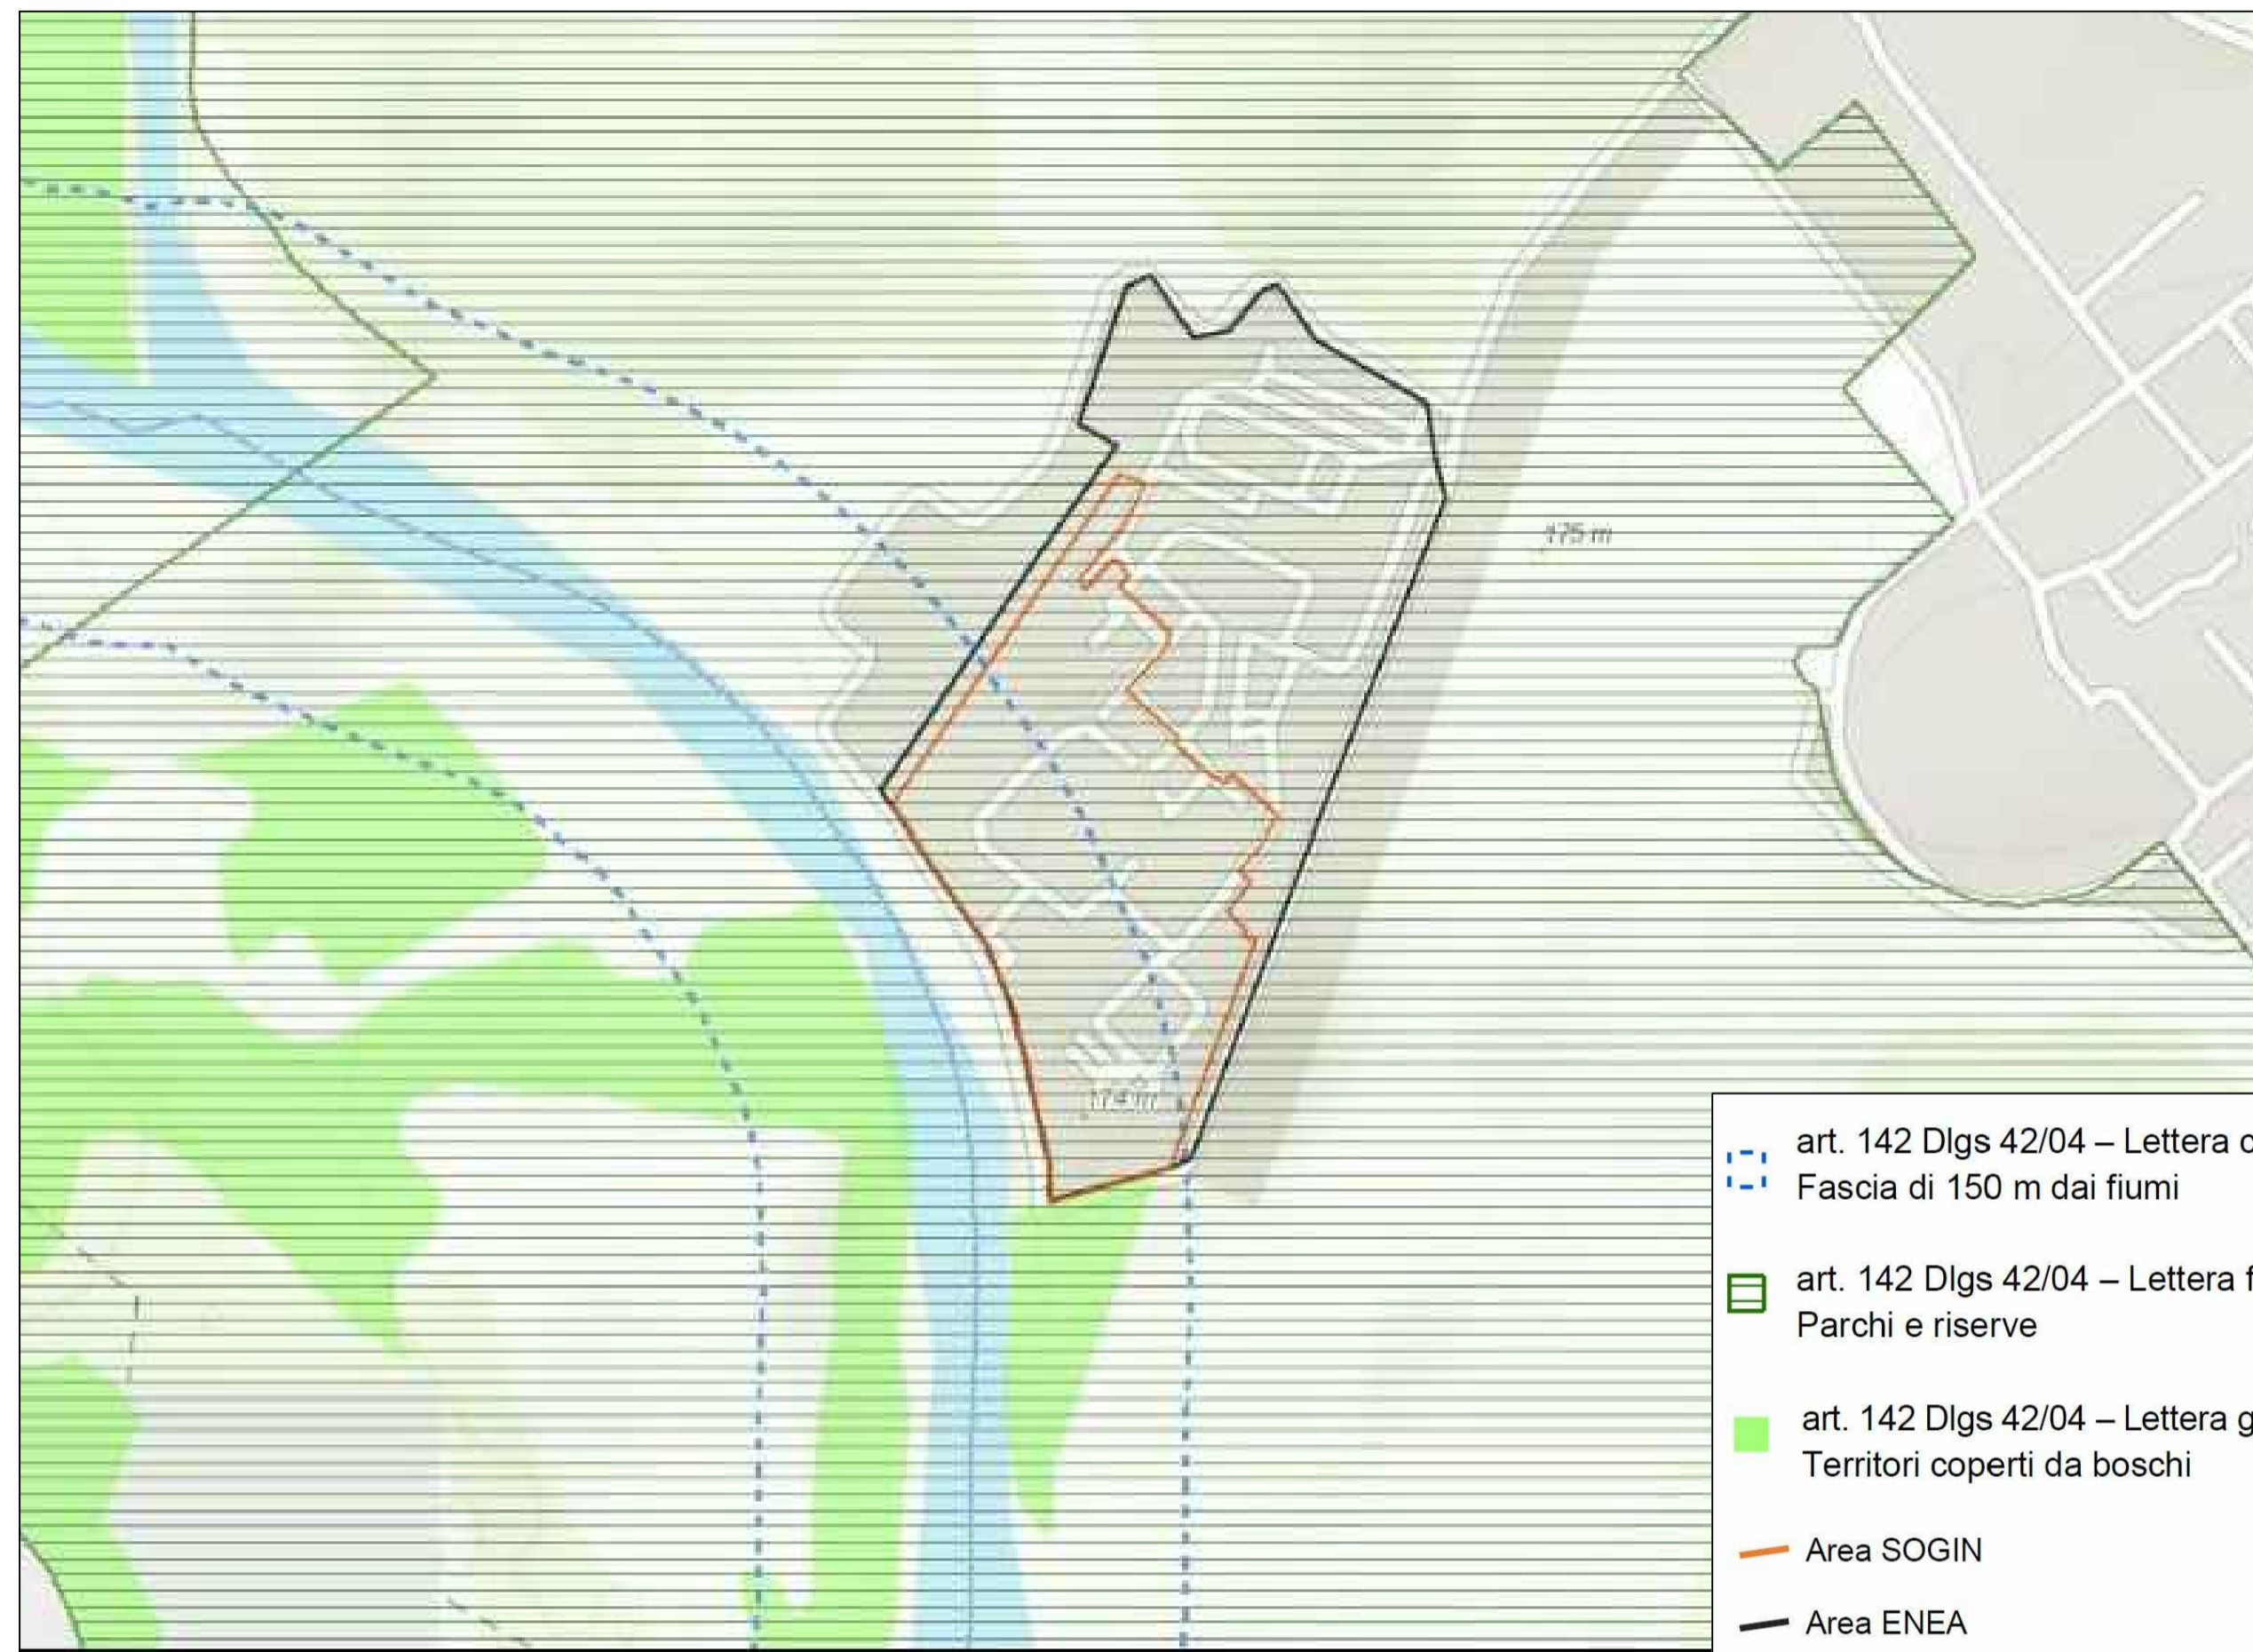 175 m
174 m
art. 142 Dlgs 42/04 – Lettera c
Fascia di 150 m dai fiumi
art. 142 Dlgs 42/04 – Lettera f
Parchi e riserve
art. 142 Dlgs 42/04 – Lettera g
Territori coperti da boschi
Area SOGIN
Area ENEA